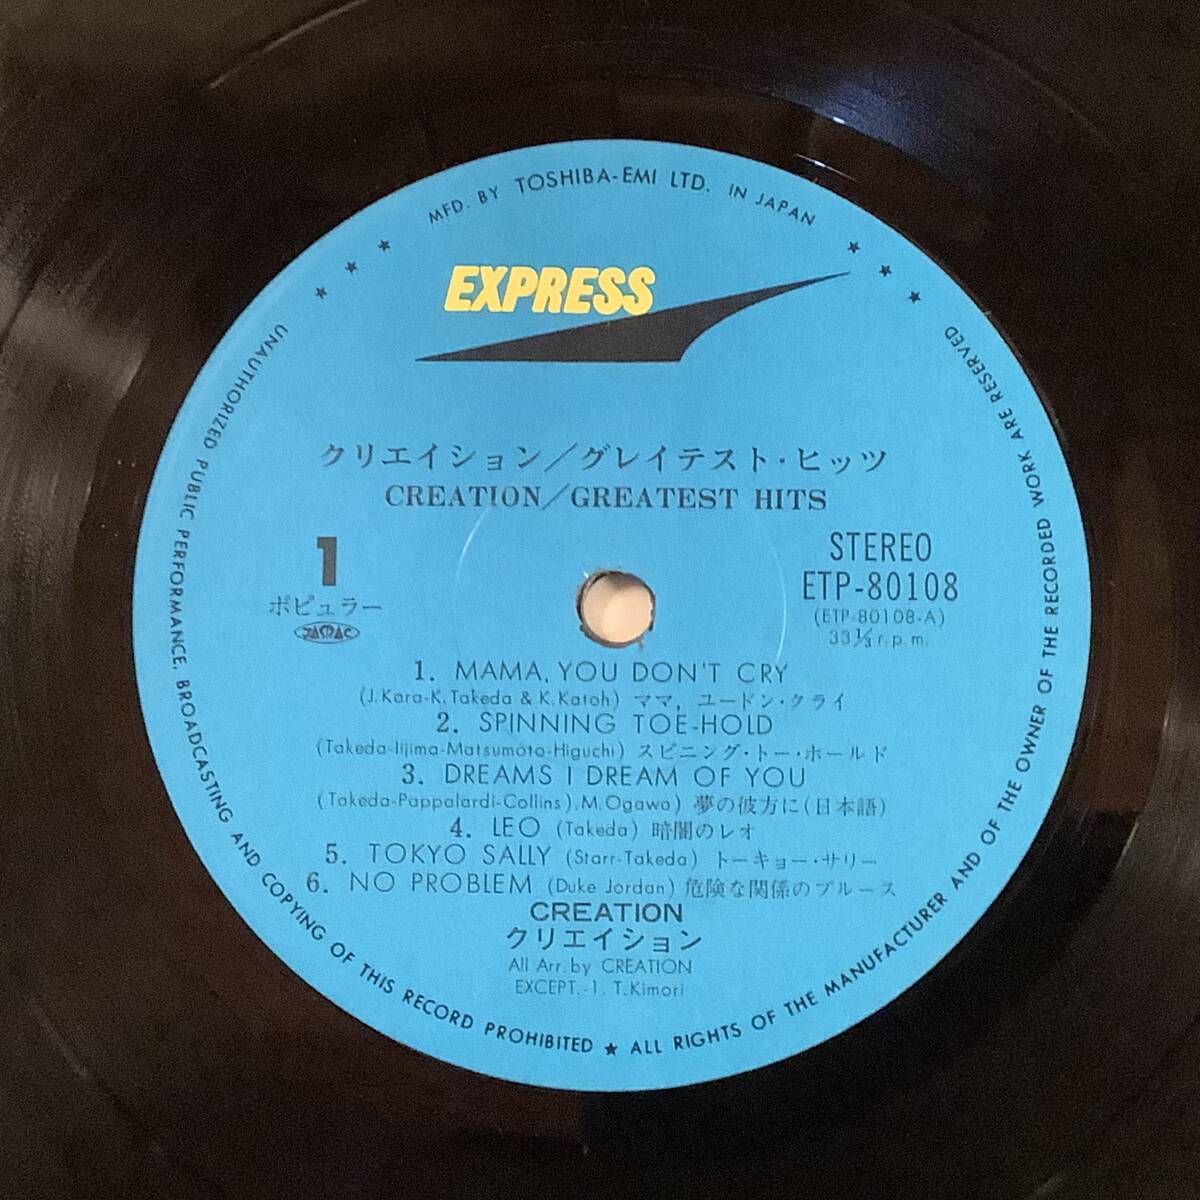 MFD. BY TOSHIBA-EMI LTD. IN JAPAN
★ ★ ★
★ ★ ★
EXPRESS
クリエイション/グレイテスト・ヒッツ
CREATION/GREATEST HITS
1
ポピュラー
JASRAC
STEREO
ETP-80108
(ETP-80108-A)
33⅓ r.p.m.
1. MAMA, YOU DON'T CRY
(J.Kara-K.Takeda & K.Katoh) ママ, ユードン・クライ
2. SPINNING TOE-HOLD
(Takeda-Iijima-Matsumoto-Higuchi) スピニング・トー・ホールド
3. DREAMS I DREAM OF YOU
(Takeda-Pappalardi-Collins), M.Ogawa) 夢の彼方に(日本語)
4. LEO (Takeda) 暗闇のレオ
5. TOKYO SALLY (Starr-Takeda) トーキョー・サリー
6. NO PROBLEM (Duke Jordan) 危険な関係のブルース
CREATION
クリエイション
All Arr. by CREATION
EXCEPT.-1. T.Kimori
UNAUTHORIZED PUBLIC PERFORMANCE, BROADCASTING AND COPYING OF THIS RECORD PROHIBITED ★ ALL RIGHTS OF THE MANUFACTURER AND OF THE OWNER OF THE RECORDED WORK ARE RESERVED